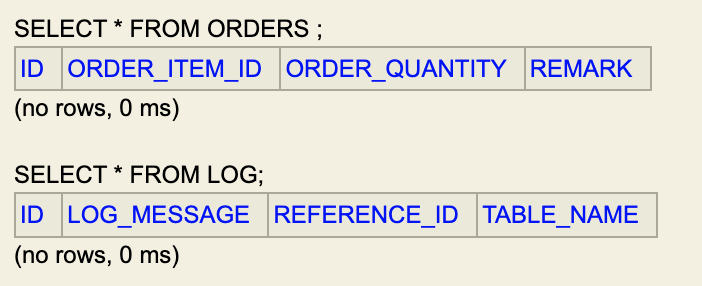 SELECT * FROM ORDERS ;
ID ORDER_ITEM_ID ORDER_QUANTITY REMARK
(no rows, 0 ms)
SELECT * FROM LOG;
ID LOG_MESSAGE REFERENCE_ID TABLE_NAME
(no rows, 0 ms)